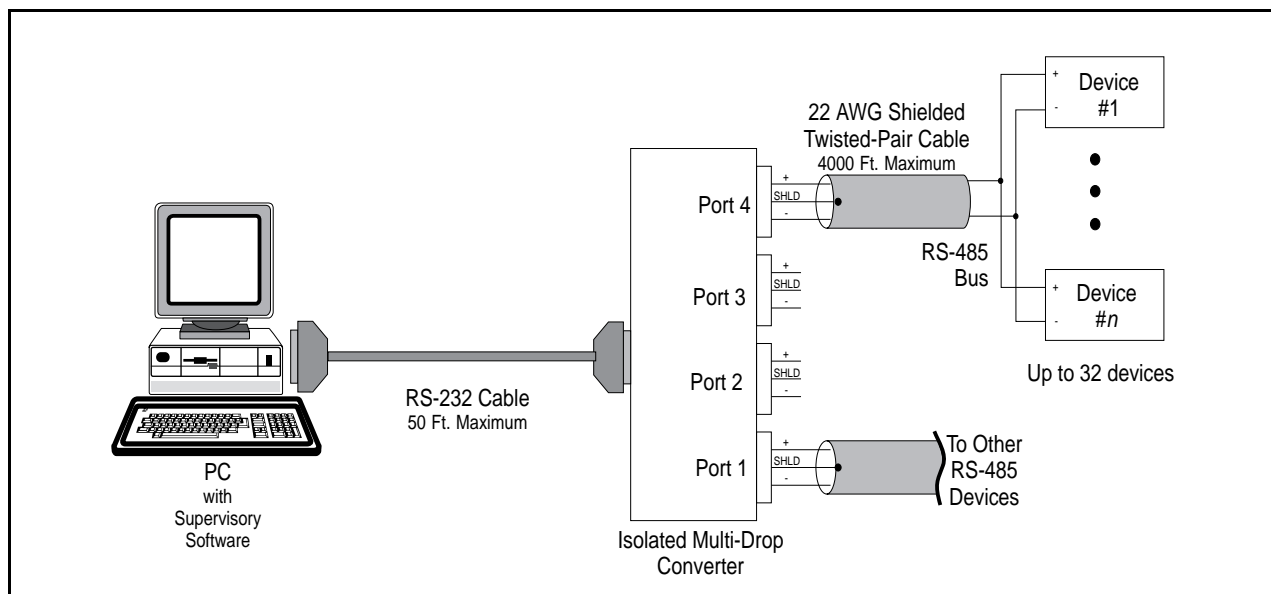 22 AWG Shielded
Twisted-Pair Cable
4000 Ft. Maximum
+
-
Device
#1
Port 4
+
SHLD
-
RS-485
Bus
+
-
Device
#n
Up to 32 devices
Port 3
+
SHLD
-
Port 2
+
SHLD
-
RS-232 Cable
50 Ft. Maximum
Port 1
+
SHLD
-
To Other
RS-485
Devices
PC
with
Supervisory
Software
Isolated Multi-Drop
Converter